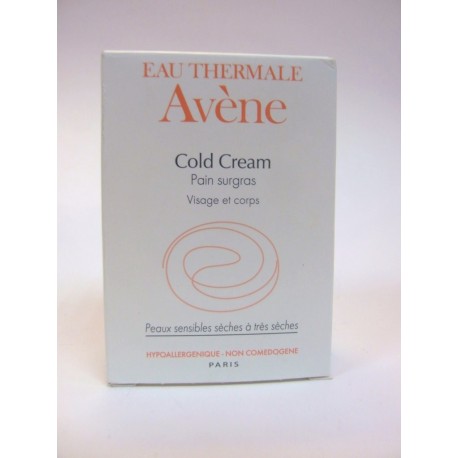 EAU THERMALE
Avène
Cold Cream
Pain surgras
Visage et corps
Peaux sensibles sèches à très sèches
HYPOALLERGENIQUE - NON COMEDOGENE
PARIS